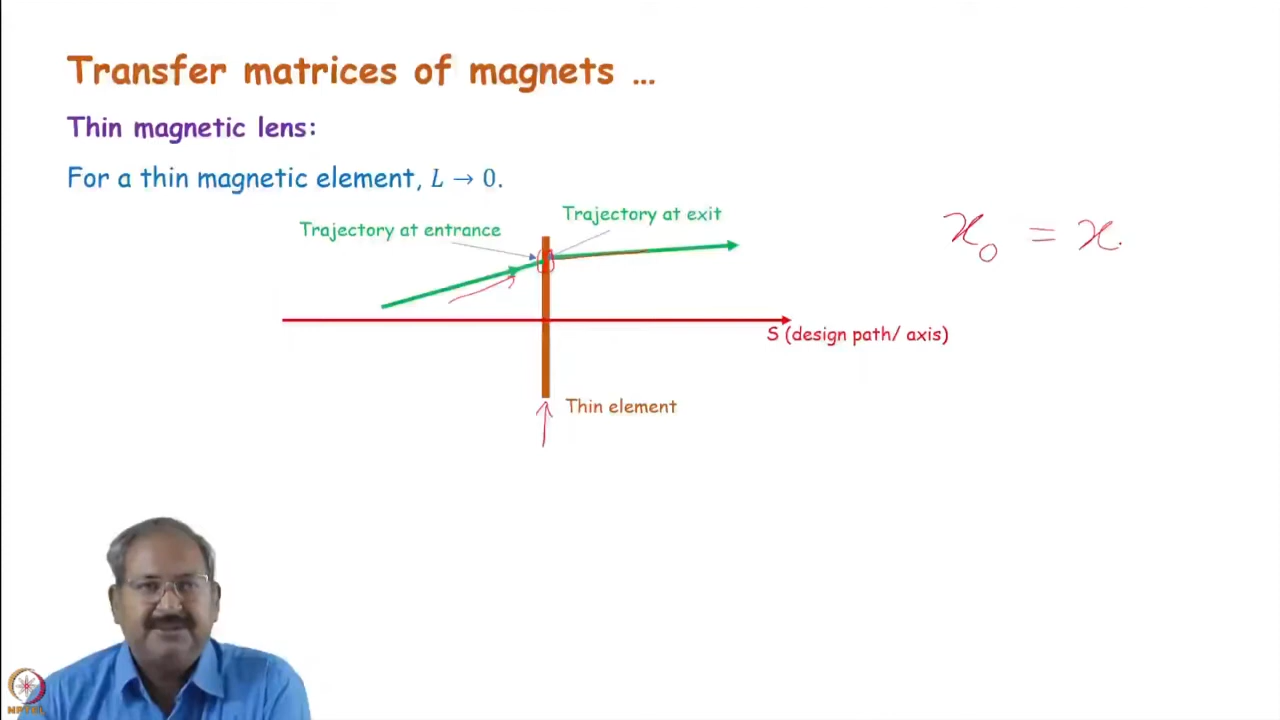 Transfer matrices of magnets ...
Thin magnetic lens:
For a thin magnetic element, L → 0.
Trajectory at exit
Trajectory at entrance
x₀ = x
S (design path/ axis)
Thin element
NPTEL